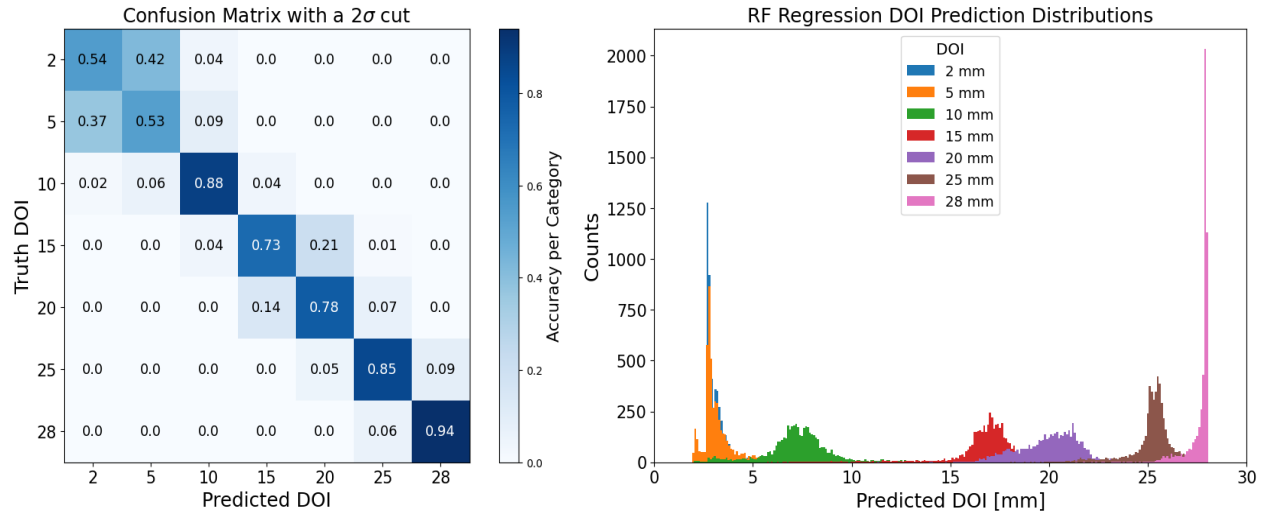 Confusion Matrix with a 2σ cut
2 0.54 0.42 0.04 0.0 0.0 0.0 0.0
5 0.37 0.53 0.09 0.0 0.0 0.0 0.0
10 0.02 0.06 0.88 0.04 0.0 0.0 0.0
15 0.0 0.0 0.04 0.73 0.21 0.01 0.0
20 0.0 0.0 0.0 0.14 0.78 0.07 0.0
25 0.0 0.0 0.0 0.0 0.05 0.85 0.09
28 0.0 0.0 0.0 0.0 0.0 0.06 0.94
2 5 10 15 20 25 28
Truth DOI
Predicted DOI
0.8
0.6
0.4
0.2
0.0
Accuracy per Category
RF Regression DOI Prediction Distributions
2000
1750
1500
1250
1000
750
500
250
0
Counts
DOI
2 mm
5 mm
10 mm
15 mm
20 mm
25 mm
28 mm
0 5 10 15 20 25 30
Predicted DOI [mm]